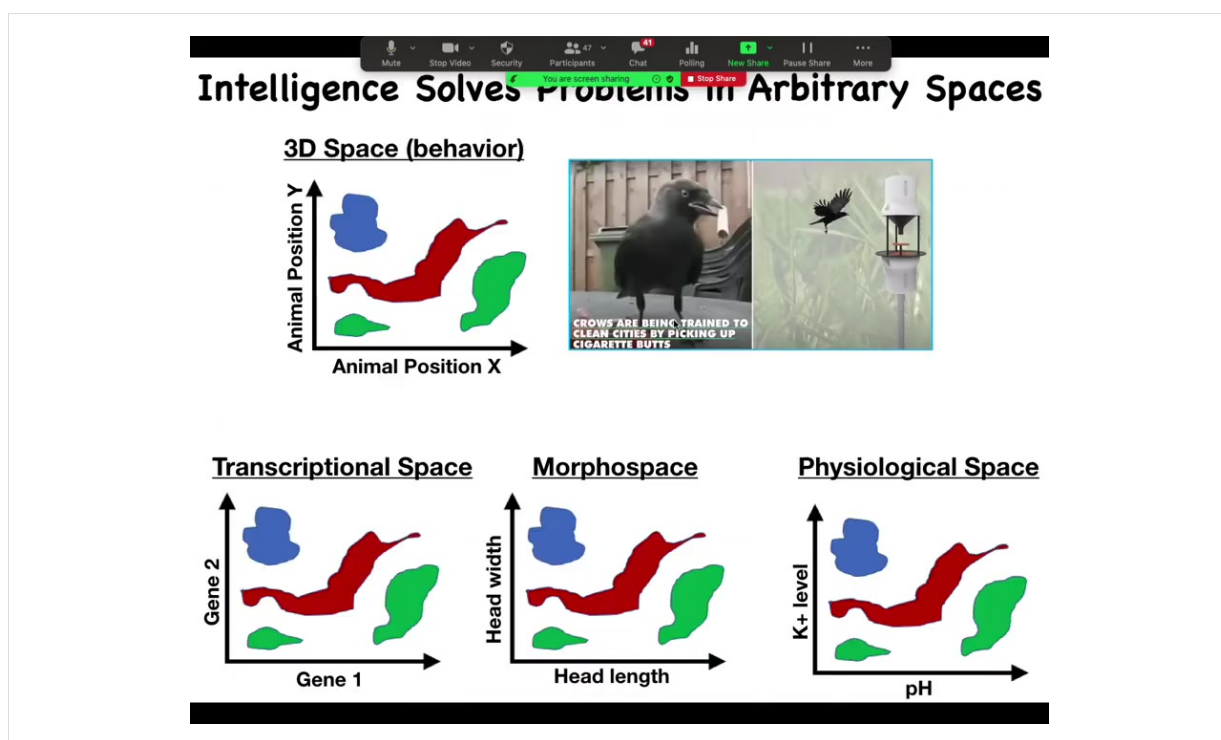 Mute
Stop Video
Security
47
Participants
41
Chat
Polling
New Share
Pause Share
More
You are screen sharing
Stop Share
Intelligence Solves Problems in Arbitrary Spaces
3D Space (behavior)
Animal Position Y
Animal Position X
CROWS ARE BEING TRAINED TO
CLEAN CITIES BY PICKING UP
CIGARETTE BUTTS
Transcriptional Space
Gene 2
Gene 1
Morphospace
Head width
Head length
Physiological Space
K+ level
pH